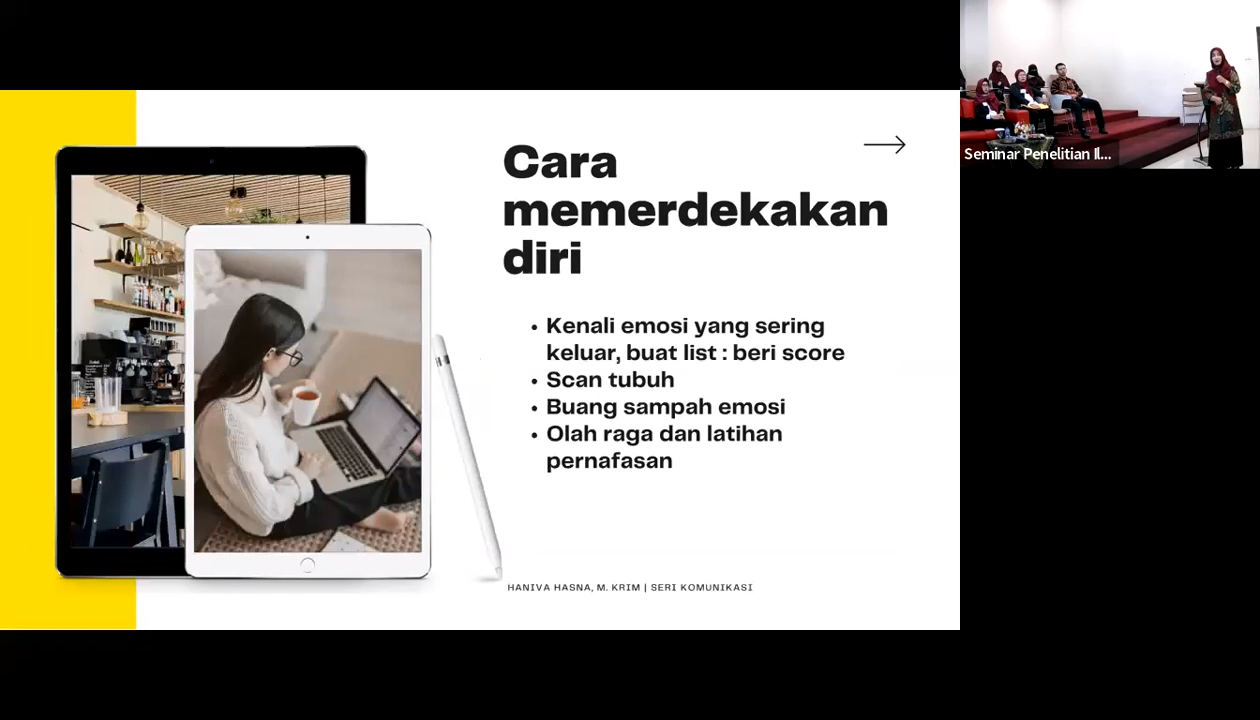 Cara
memerdekakan
diri
• Kenali emosi yang sering
keluar, buat list : beri score
• Scan tubuh
• Buang sampah emosi
• Olah raga dan latihan
pernafasan
HANIVA HASNA, M. KRIM | SERI KOMUNIKASI
Seminar Penelitian Il...